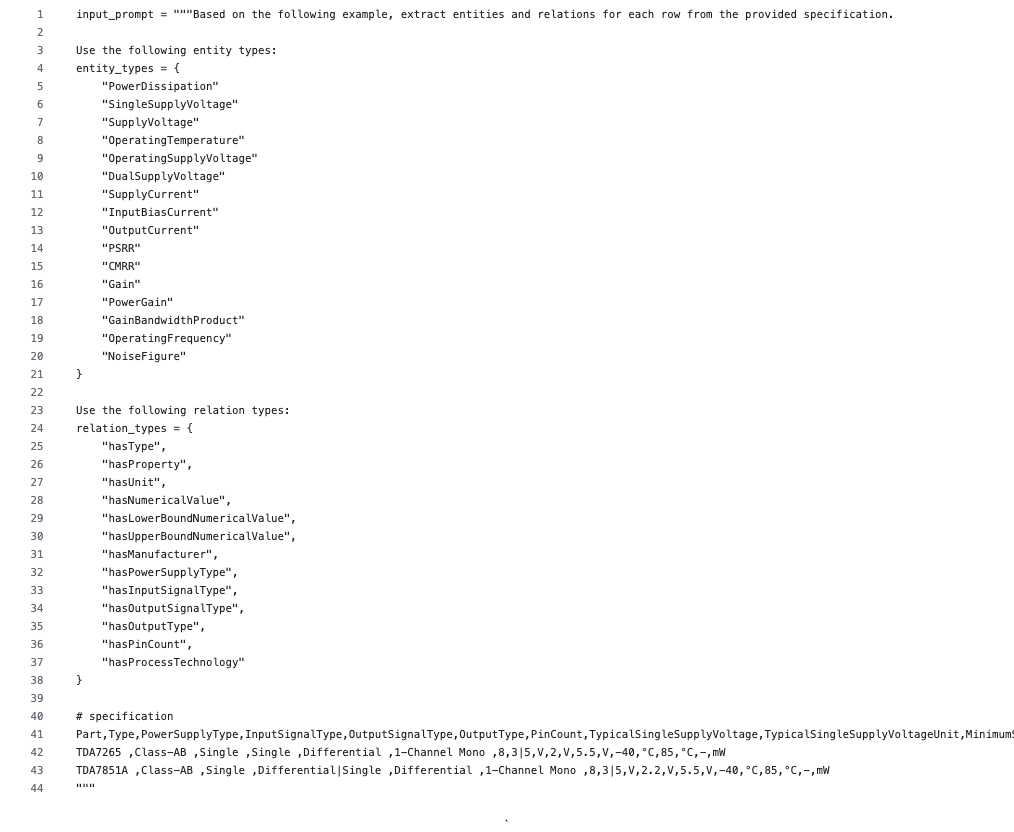 1 input_prompt = """Based on the following example, extract entities and relations for each row from the provided specification.
2
3 Use the following entity types:
4 entity_types = {
5 "PowerDissipation"
6 "SingleSupplyVoltage"
7 "SupplyVoltage"
8 "OperatingTemperature"
9 "OperatingSupplyVoltage"
10 "DualSupplyVoltage"
11 "SupplyCurrent"
12 "InputBiasCurrent"
13 "OutputCurrent"
14 "PSRR"
15 "CMRR"
16 "Gain"
17 "PowerGain"
18 "GainBandwidthProduct"
19 "OperatingFrequency"
20 "NoiseFigure"
21 }
22
23 Use the following relation types:
24 relation_types = {
25 "hasType",
26 "hasProperty",
27 "hasUnit",
28 "hasNumericalValue",
29 "hasLowerBoundNumericalValue",
30 "hasUpperBoundNumericalValue",
31 "hasManufacturer",
32 "hasPowerSupplyType",
33 "hasInputSignalType",
34 "hasOutputSignalType",
35 "hasOutputType",
36 "hasPinCount",
37 "hasProcessTechnology"
38 }
39
40 # specification
41 Part,Type,PowerSupplyType,InputSignalType,OutputSignalType,OutputType,PinCount,TypicalSingleSupplyVoltage,TypicalSingleSupplyVoltageUnit,MinimumS
42 TDA7265 ,Class-AB ,Single ,Single ,Differential ,1-Channel Mono ,8,3|5,V,2,V,5.5,V,-40,°C,85,°C,-,mW
43 TDA7851A ,Class-AB ,Single ,Differential|Single ,Differential ,1-Channel Mono ,8,3|5,V,2.2,V,5.5,V,-40,°C,85,°C,-,mW
44 """